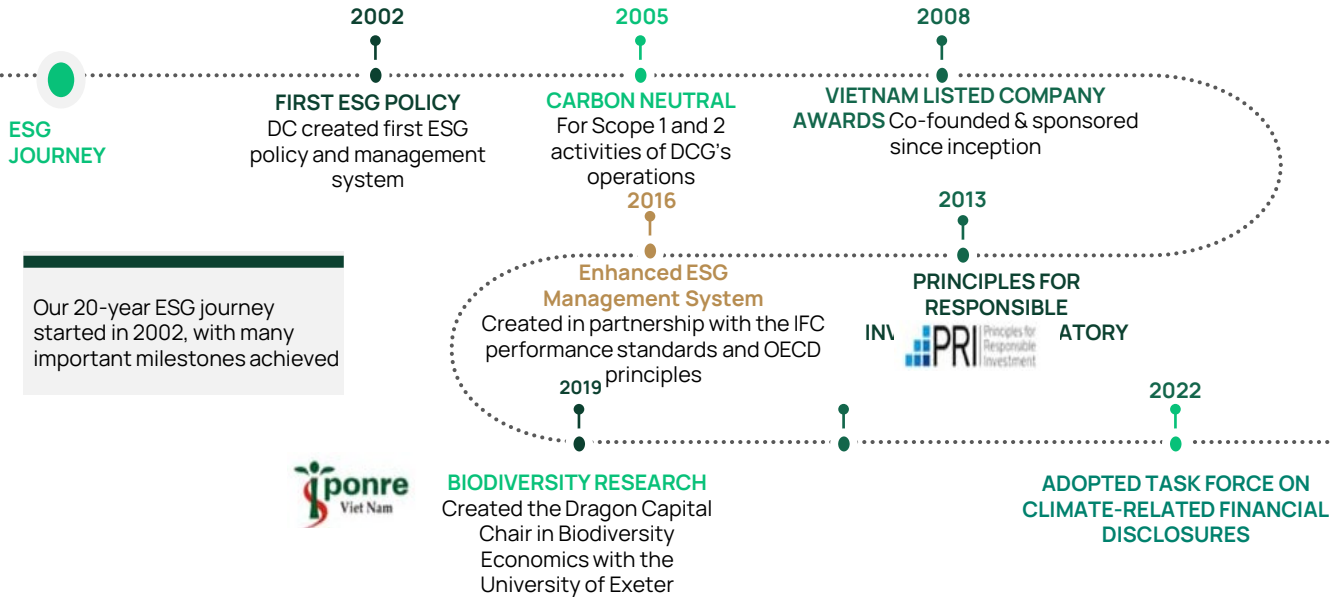 2002
2005
2008
ESG
JOURNEY
FIRST ESG POLICY
DC created first ESG
policy and management
system
CARBON NEUTRAL
For Scope 1 and 2
activities of DCG's
operations
VIETNAM LISTED COMPANY
AWARDS Co-founded & sponsored
since inception
2016
2013
Our 20-year ESG journey
started in 2002, with many
important milestones achieved
Enhanced ESG
Management System
Created in partnership with the IFC
performance standards and OECD
principles
PRINCIPLES FOR
RESPONSIBLE
PRI Principles for
Responsible
Investment
2019
2022
iponre
Viet Nam
BIODIVERSITY RESEARCH
Created the Dragon Capital
Chair in Biodiversity
Economics with the
University of Exeter
ADOPTED TASK FORCE ON
CLIMATE-RELATED FINANCIAL
DISCLOSURES